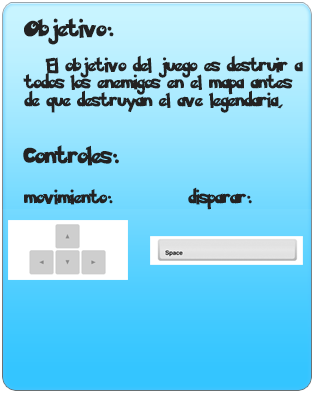 Objetivo:
El objetivo del juego es destruir a
todos los enemigos en el mapa antes
de que destruyan el ave legendaria,
Controles:
movimiento: disparar:
Space